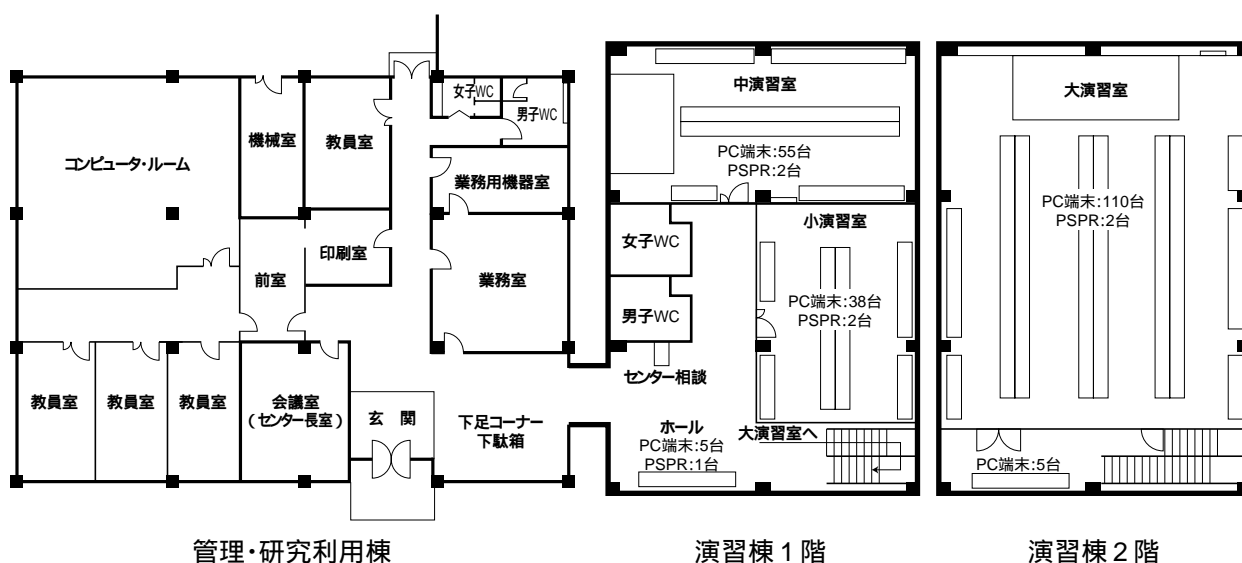 コンピュータ・ルーム
機械室
教員室
女子WC
男子WC
業務用機器室
印刷室
前室
業務室
教員室
教員室
教員室
会議室
(センター長室)
玄　関
下足コーナー
下駄箱
管理・研究利用棟
中演習室
PC端末:55台
PSPR:2台
小演習室
女子WC
PC端末:38台
PSPR:2台
男子WC
センター相談
ホール
PC端末:5台
PSPR:1台
大演習室へ
演習棟1階
大演習室
PC端末:110台
PSPR:2台
PC端末:5台
演習棟2階